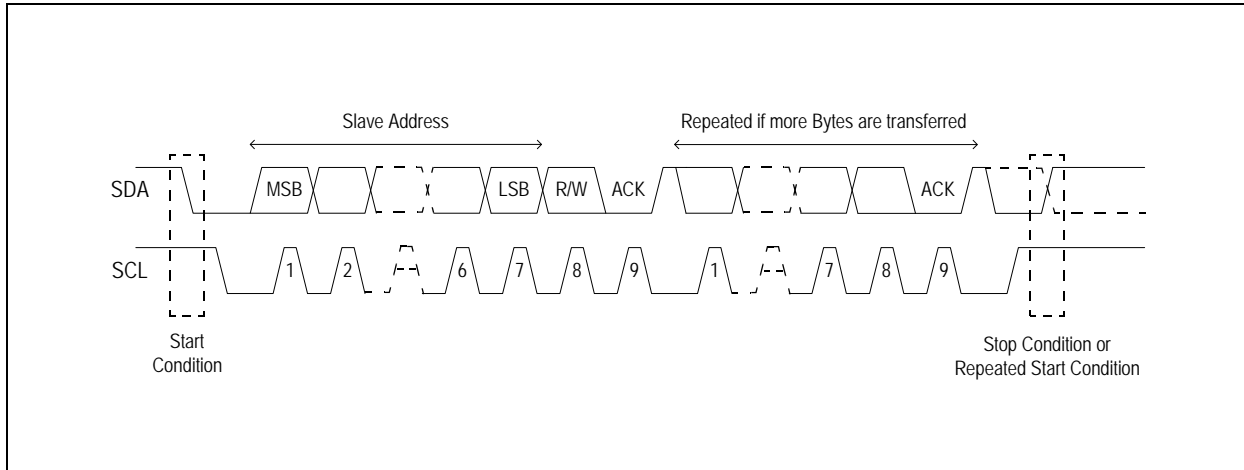 Slave Address
Repeated if more Bytes are transferred
SDA MSB LSB R/W ACK ACK
SCL 1 2 6 7 8 9 1 7 8 9
Start
Condition
Stop Condition or
Repeated Start Condition